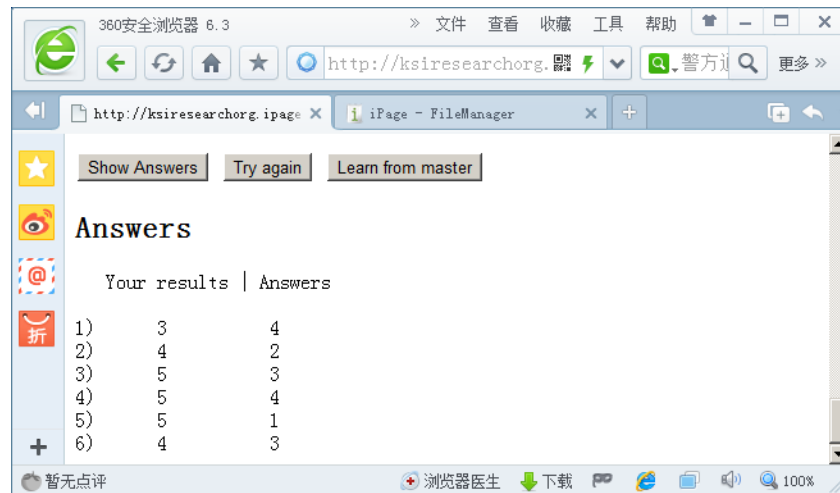 360安全浏览器 6.3 » 文件 查看 收藏 工具 帮助
http://ksiresearchorg. 警方 更多 »
http://ksiresearchorg.ipage iPage - FileManager
Show Answers Try again Learn from master
Answers
Your results | Answers
1) 3 4
2) 4 2
3) 5 3
4) 5 4
5) 5 1
6) 4 3
@
折
暂无点评 浏览器医生 下载 100%